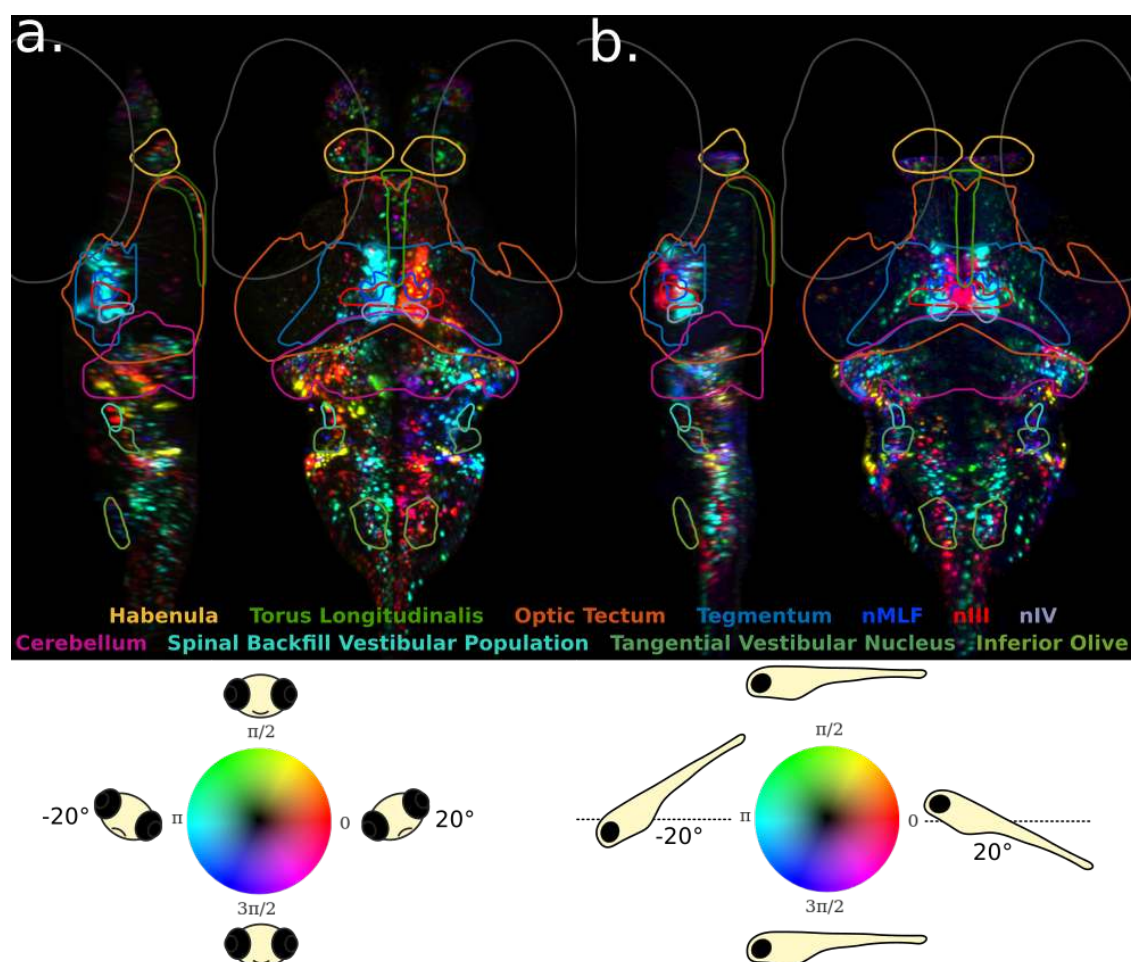 a. b.
Habenula Torus Longitudinalis Optic Tectum Tegmentum nMLF nIII nIV
Cerebellum Spinal Backfill Vestibular Population Tangential Vestibular Nucleus Inferior Olive
π/2 π/2
-20° π 0 20° π -20° 0 20°
3π/2 3π/2